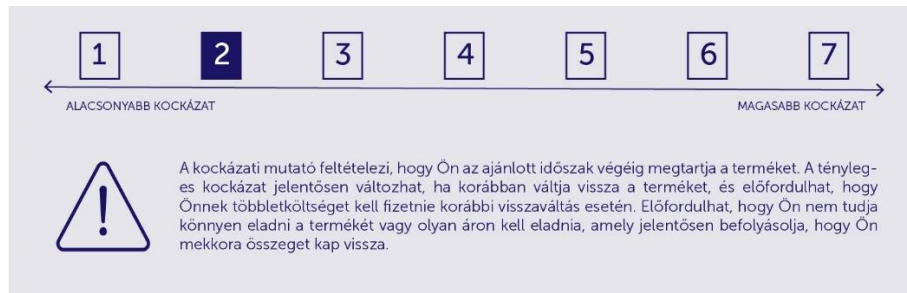 1 2 3 4 5 6 7
ALACSONYABB KOCKÁZAT MAGASABB KOCKÁZAT
A kockázati mutató feltételezi, hogy Ön az ajánlott időszak végéig megtartja a terméket. A tényleg-
es kockázat jelentősen változhat, ha korábban váltja vissza a terméket, és előfordulhat, hogy
Önnek többletköltséget kell fizetnie korábbi visszaváltás esetén. Előfordulhat, hogy Ön nem tudja
könnyen eladni a termékét vagy olyan áron kell eladnia, amely jelentősen befolyásolja, hogy Ön
mekkora összeget kap vissza.